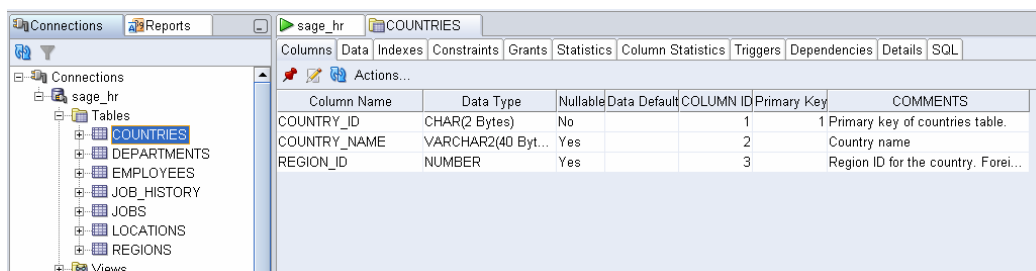 Connections Reports
sage_hr COUNTRIES
Columns Data Indexes Constraints Grants Statistics Column Statistics Triggers Dependencies Details SQL
Actions...
Connections
sage_hr
Tables
COUNTRIES
DEPARTMENTS
EMPLOYEES
JOB_HISTORY
JOBS
LOCATIONS
REGIONS
Views
Column Name Data Type Nullable Data Default COLUMN ID Primary Key COMMENTS
COUNTRY_ID CHAR(2 Bytes) No 1 1 Primary key of countries table.
COUNTRY_NAME VARCHAR2(40 Byt... Yes 2 Country name
REGION_ID NUMBER Yes 3 Region ID for the country. Forei...